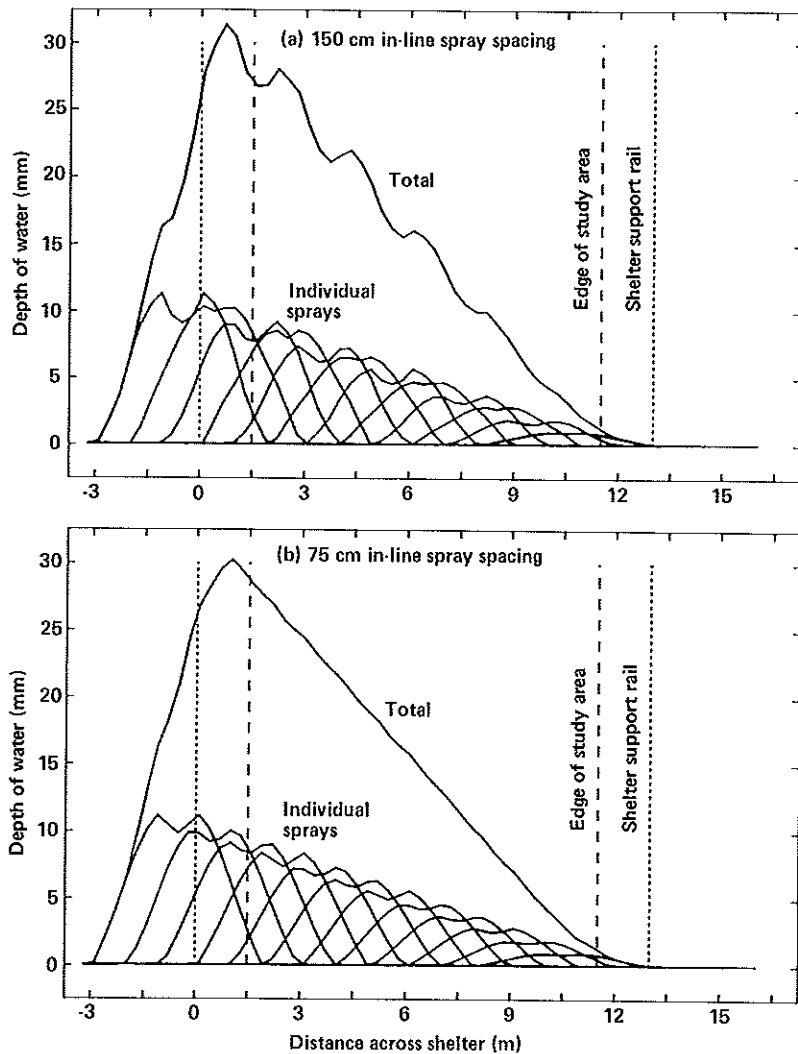 (a) 150 cm in-line spray spacing
30
25
20
15
10
5
0
Depth of water (mm)
Total
Individual
sprays
Edge of study area
Shelter support rail
-3
0
3
6
9
12
15
(b) 75 cm in-line spray spacing
30
25
20
15
10
5
0
Depth of water (mm)
Total
Individual
sprays
Edge of study area
Shelter support rail
-3
0
3
6
9
12
15
Distance across shelter (m)